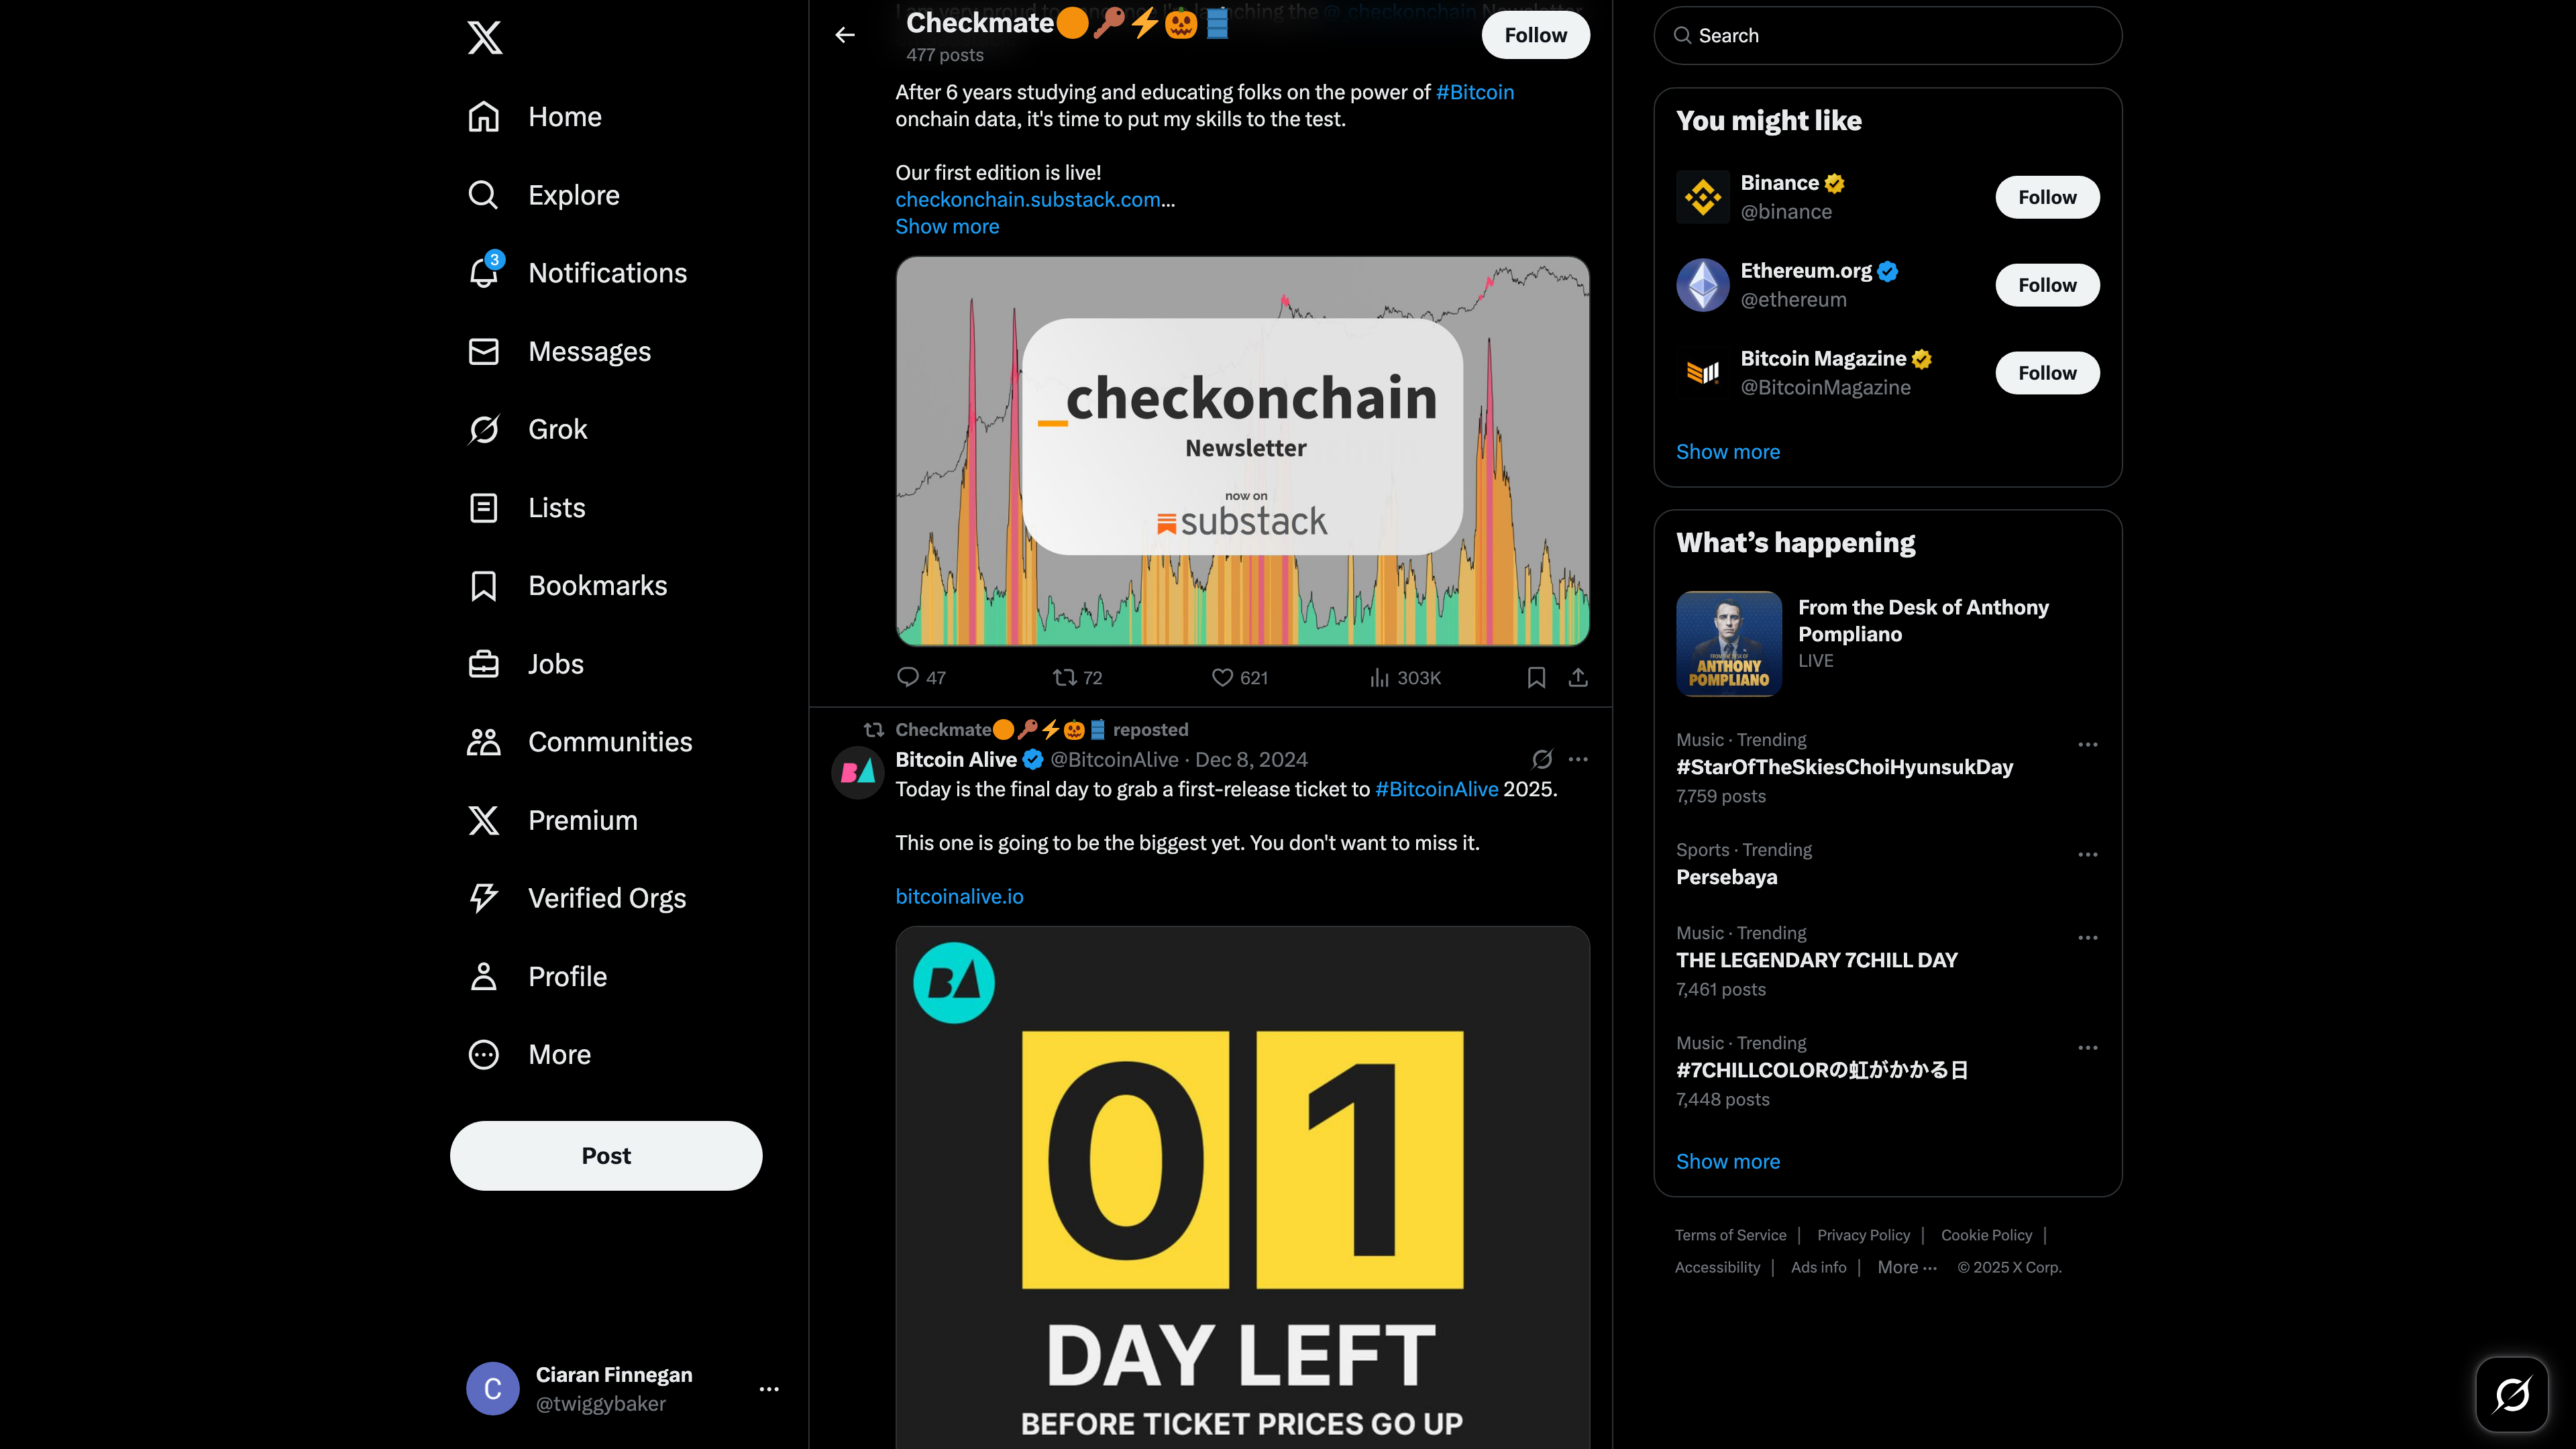 Home
Explore
3
Notifications
Messages
Grok
Lists
Bookmarks
Jobs
Communities
Premium
Verified Orgs
Profile
More
Post
C
Ciaran Finnegan
@twiggybaker
Checkmate🟠🔑⚡🎃🛢️
477 posts
Follow
After 6 years studying and educating folks on the power of #Bitcoin
onchain data, it's time to put my skills to the test.
Our first edition is live!
checkonchain.substack.com...
Show more
_checkonchain
Newsletter
now on
substack
47 72 621 303K
Checkmate🟠🔑⚡🎃🛢️ reposted
BA
Bitcoin Alive @BitcoinAlive · Dec 8, 2024
Today is the final day to grab a first-release ticket to #BitcoinAlive 2025.
This one is going to be the biggest yet. You don't want to miss it.
bitcoinalive.io
BA
01
DAY LEFT
BEFORE TICKET PRICES GO UP
Search
You might like
Binance
@binance
Follow
Ethereum.org
@ethereum
Follow
Bitcoin Magazine
@BitcoinMagazine
Follow
Show more
What's happening
FROM THE DESK OF
ANTHONY
POMPLIANO
From the Desk of Anthony
Pompliano
LIVE
Music · Trending
#StarOfTheSkiesChoiHyunsukDay
7,759 posts
Sports · Trending
Persebaya
Music · Trending
THE LEGENDARY 7CHILL DAY
7,461 posts
Music · Trending
#7CHILLCOLORの虹がかかる日
7,448 posts
Show more
Terms of Service | Privacy Policy | Cookie Policy |
Accessibility | Ads info | More ··· © 2025 X Corp.